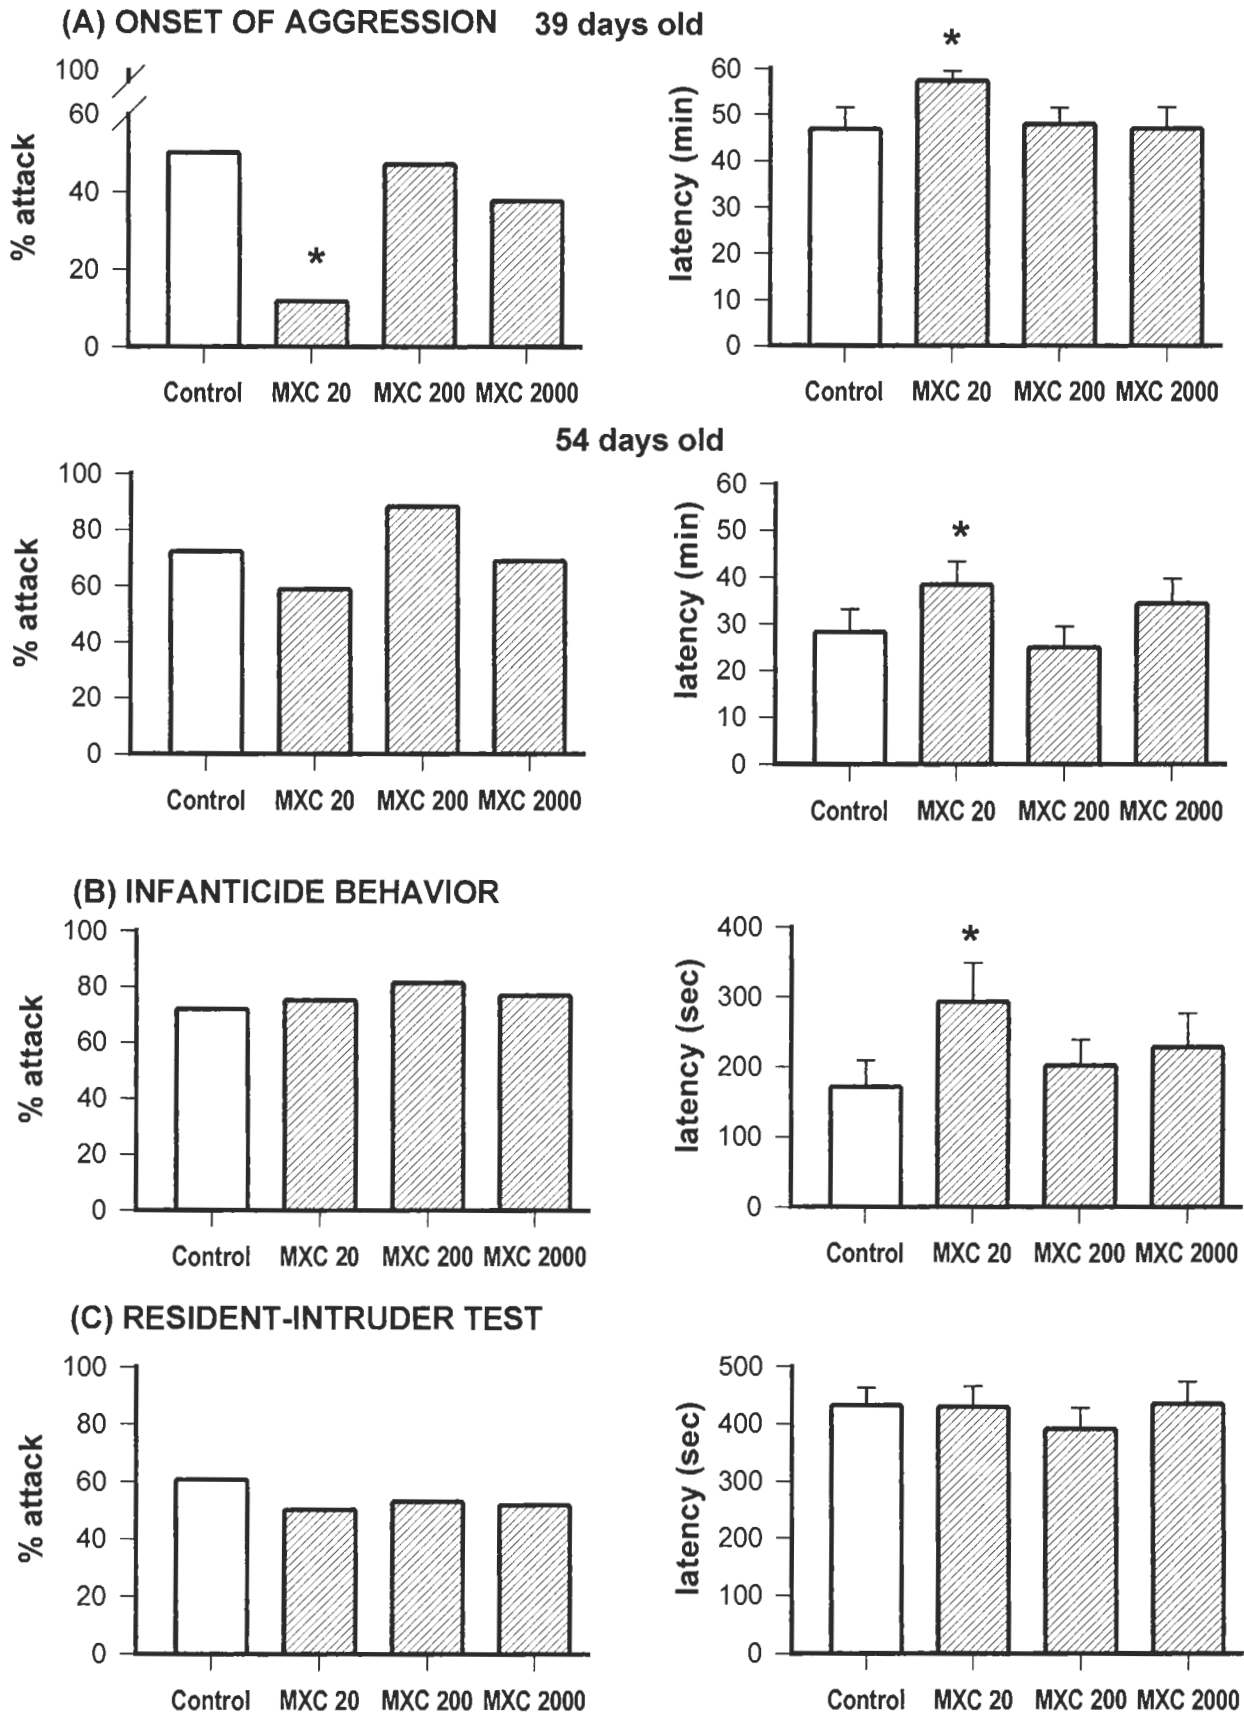 (A) ONSET OF AGGRESSION 39 days old
100
60
40
20
0
% attack
Control MXC 20 MXC 200 MXC 2000
*
60
50
40
30
20
10
0
latency (min)
Control MXC 20 MXC 200 MXC 2000
*
54 days old
100
80
60
40
20
0
% attack
Control MXC 20 MXC 200 MXC 2000
60
50
40
30
20
10
0
latency (min)
Control MXC 20 MXC 200 MXC 2000
*
(B) INFANTICIDE BEHAVIOR
100
80
60
40
20
0
% attack
Control MXC 20 MXC 200 MXC 2000
400
300
200
100
0
latency (sec)
Control MXC 20 MXC 200 MXC 2000
*
(C) RESIDENT-INTRUDER TEST
100
80
60
40
20
0
% attack
Control MXC 20 MXC 200 MXC 2000
500
400
300
200
100
0
latency (sec)
Control MXC 20 MXC 200 MXC 2000